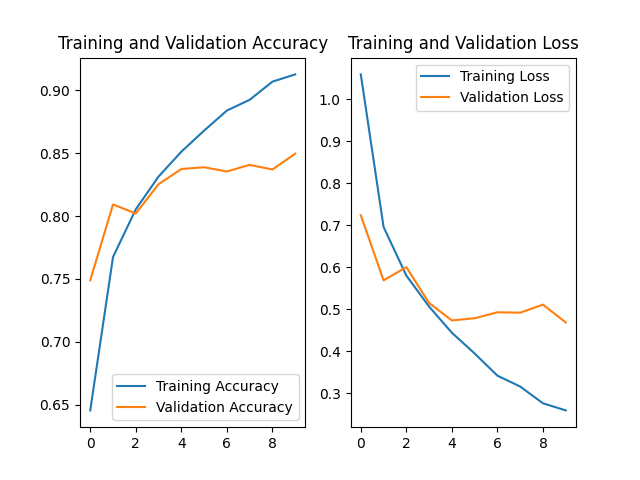 Training and Validation Accuracy
0.90
0.85
0.80
0.75
0.70
0.65
Training Accuracy
Validation Accuracy
0 2 4 6 8
Training and Validation Loss
Training Loss
Validation Loss
1.0
0.9
0.8
0.7
0.6
0.5
0.4
0.3
0 2 4 6 8